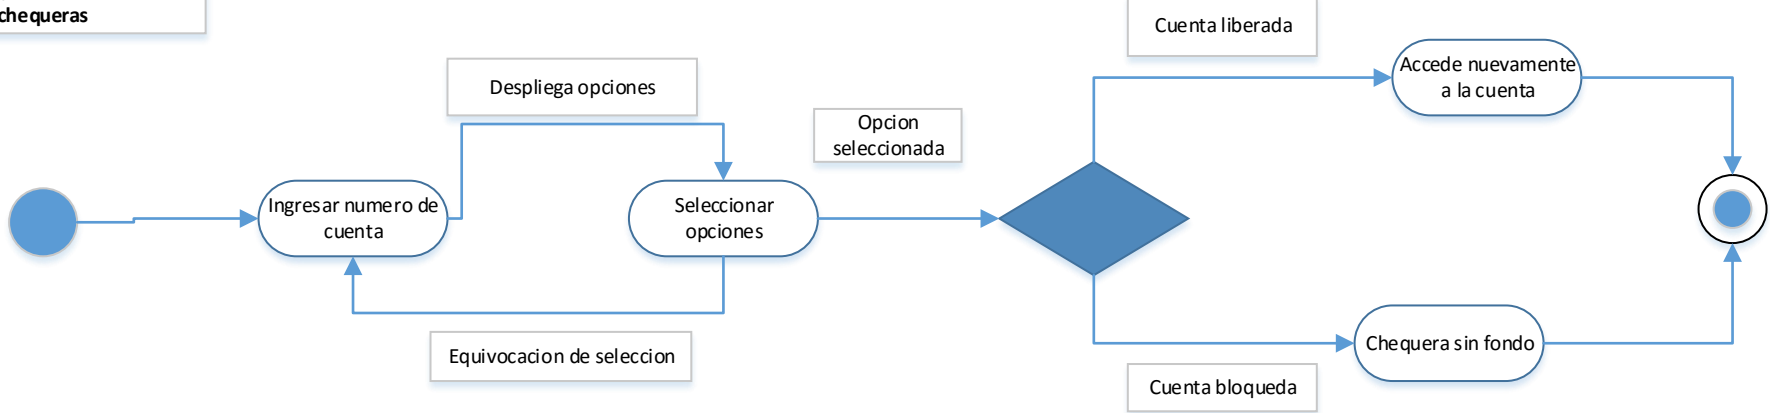 chequeras
Cuenta liberada
Despliega opciones
Accede nuevamente
a la cuenta
Opcion
seleccionada
Ingresar numero de
cuenta
Seleccionar
opciones
Equivocacion de seleccion
Chequera sin fondo
Cuenta bloqueda